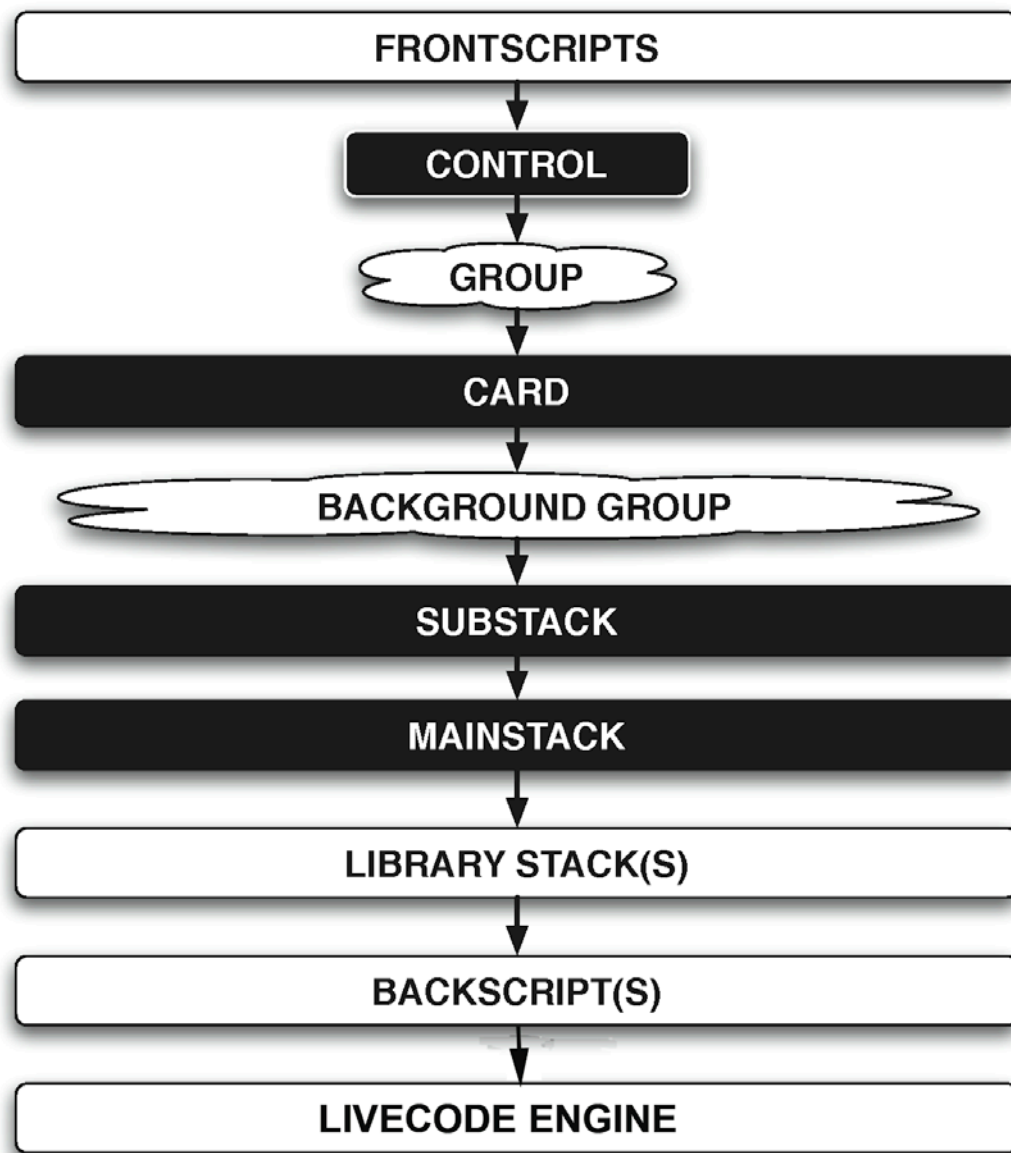 FRONTSCRIPTS
CONTROL
GROUP
CARD
BACKGROUND GROUP
SUBSTACK
MAINSTACK
LIBRARY STACK(S)
BACKSCRIPT(S)
LIVECODE ENGINE